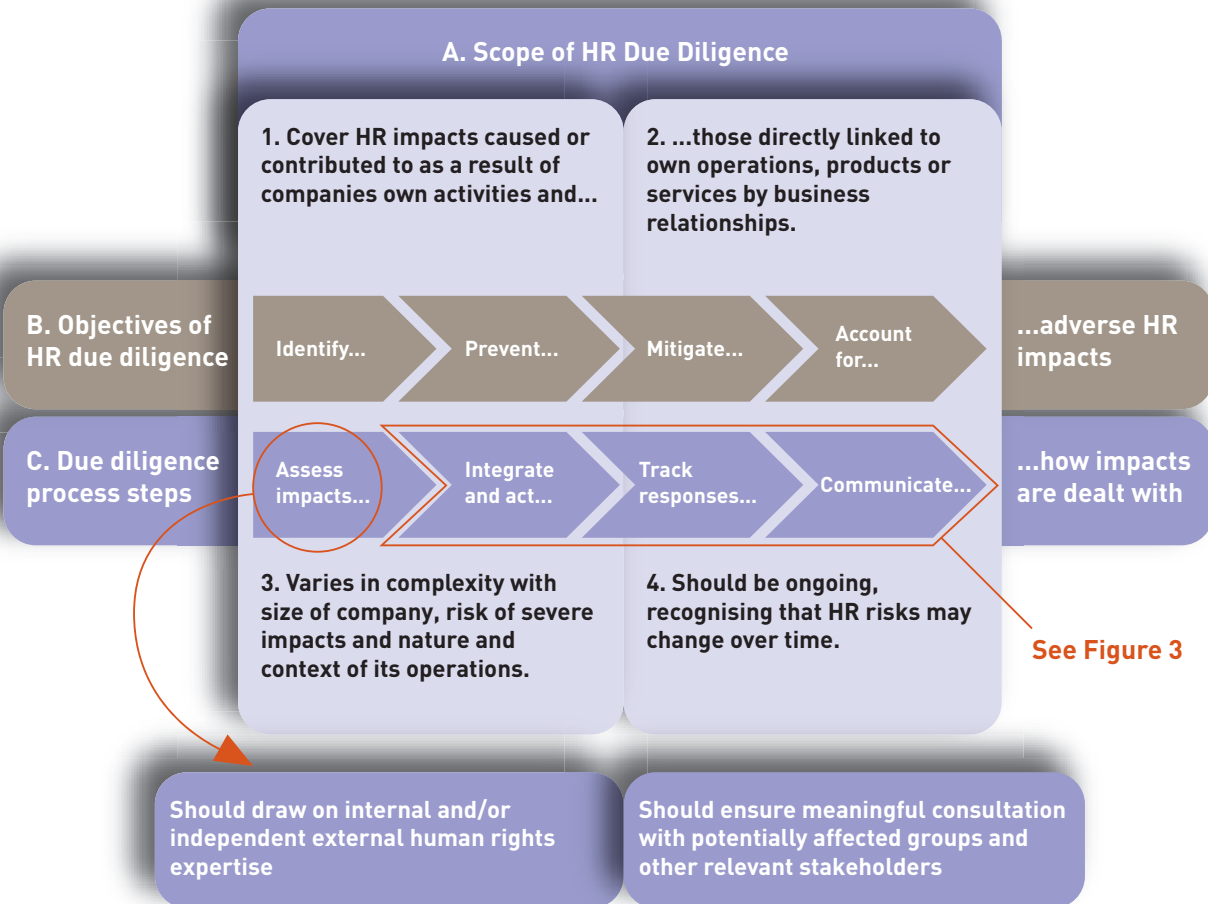 A. Scope of HR Due Diligence
1. Cover HR impacts caused or
contributed to as a result of
companies own activities and...
2. ...those directly linked to
own operations, products or
services by business
relationships.
B. Objectives of
HR due diligence
Identify...
Prevent...
Mitigate...
Account
for...
...adverse HR
impacts
C. Due diligence
process steps
Assess
impacts...
Integrate
and act...
Track
responses...
Communicate...
...how impacts
are dealt with
3. Varies in complexity with
size of company, risk of severe
impacts and nature and
context of its operations.
4. Should be ongoing,
recognising that HR risks may
change over time.
See Figure 3
Should draw on internal and/or
independent external human rights
expertise
Should ensure meaningful consultation
with potentially affected groups and
other relevant stakeholders